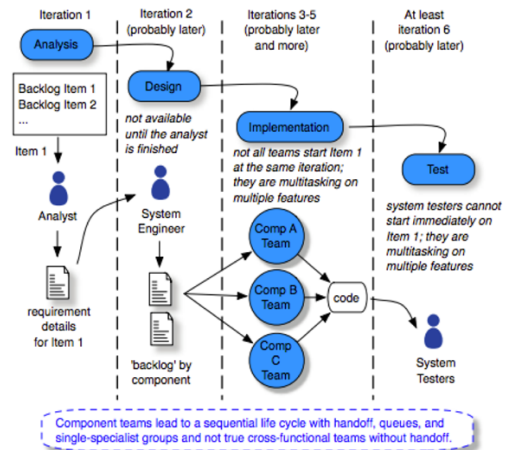 Iteration 1
Iteration 2
(probably later)
Iterations 3-5
(probably later
and more)
At least
iteration 6
(probably later)
Analysis
Design
Implementation
Test
Backlog Item 1
Backlog Item 2
...
Item 1
Analyst
requirement
details
for Item 1
not available
until the analyst
is finished
System
Engineer
'backlog' by
component
not all teams start Item 1
at the same iteration;
they are multitasking on
multiple features
Comp A
Team
Comp B
Team
Comp
C
Team
code
system testers cannot
start immediately on
Item 1; they are
multitasking on
multiple features
System
Testers
Component teams lead to a sequential life cycle with handoff, queues, and
single-specialist groups and not true cross-functional teams without handoff.